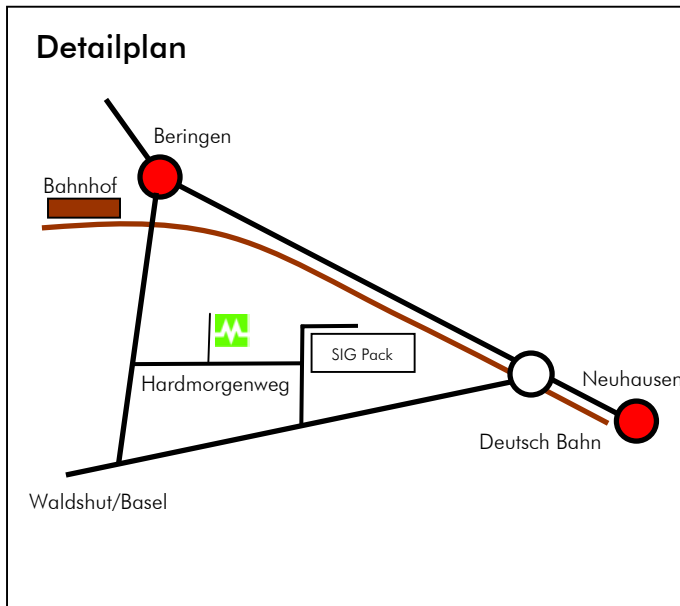 Detailplan
Beringen
Bahnhof
SIG Pack
Hardmorgenweg
Neuhausen
Deutsch Bahn
Waldshut/Basel